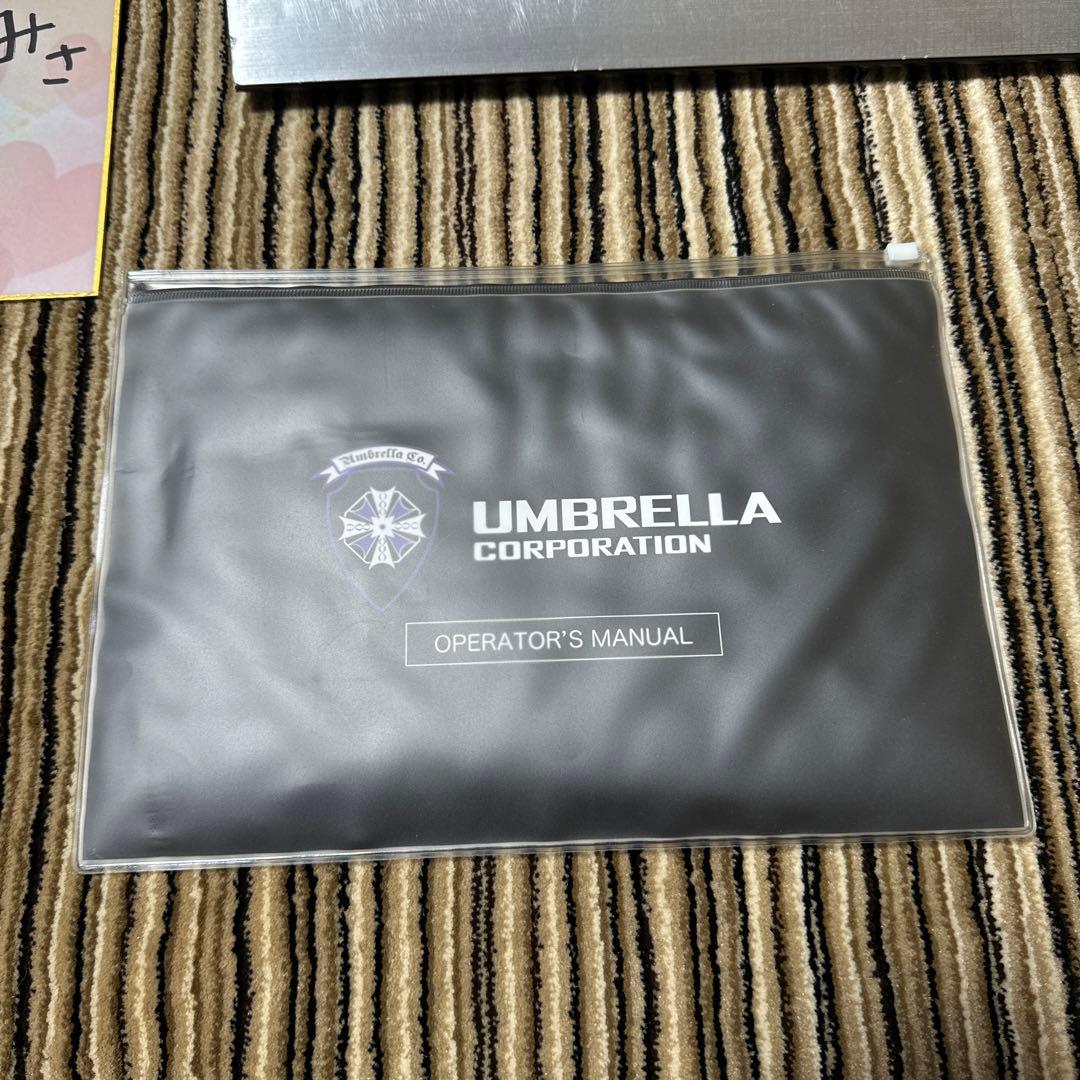 みさ
Umbrella Co.
UMBRELLA
CORPORATION
OPERATOR'S MANUAL